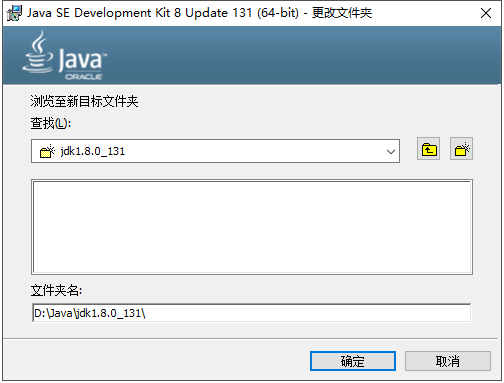 Java SE Development Kit 8 Update 131 (64-bit) - 更改文件夹
Java
ORACLE
浏览至新目标文件夹
查找(L):
jdk1.8.0_131
文件夹名:
D:\Java\jdk1.8.0_131\
确定
取消